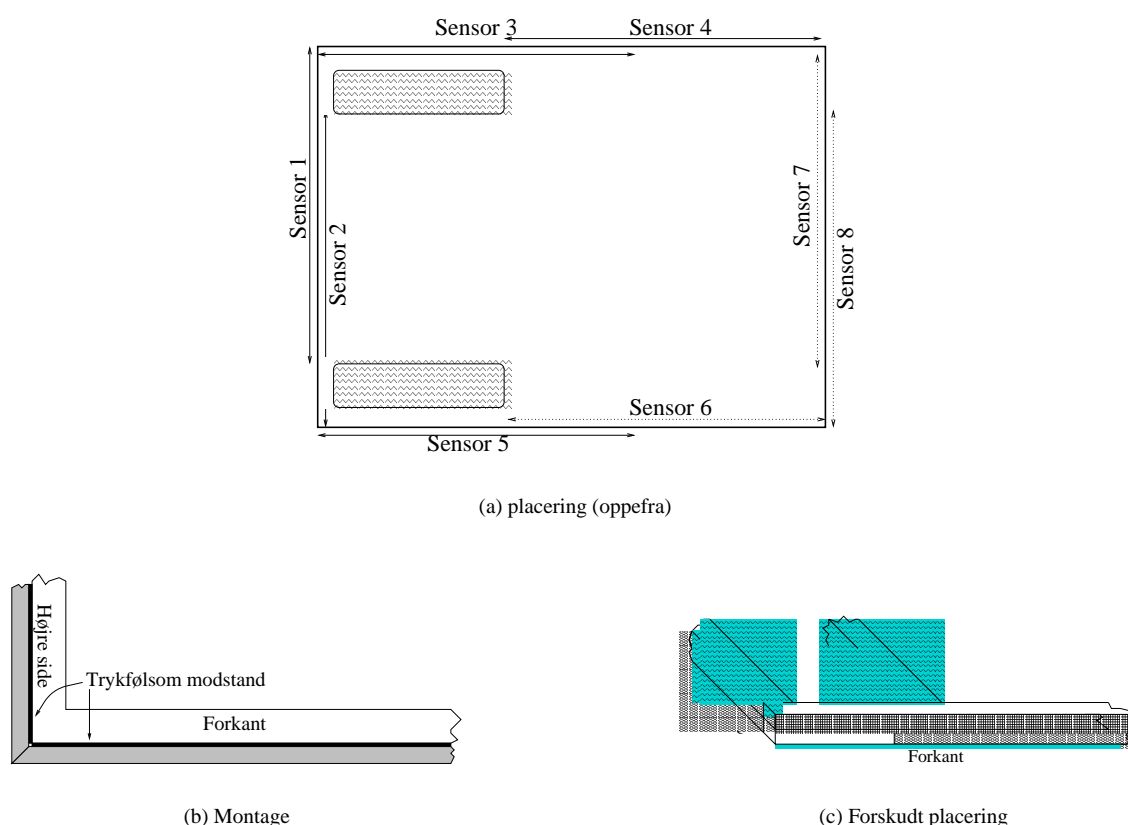 Sensor 3
Sensor 4
Sensor 1
Sensor 2
Sensor 7
Sensor 8
Sensor 6
Sensor 5
(a) placering (oppefra)
Højre side
Trykfølsom modstand
Forkant
Forkant
(b) Montage
(c) Forskudt placering